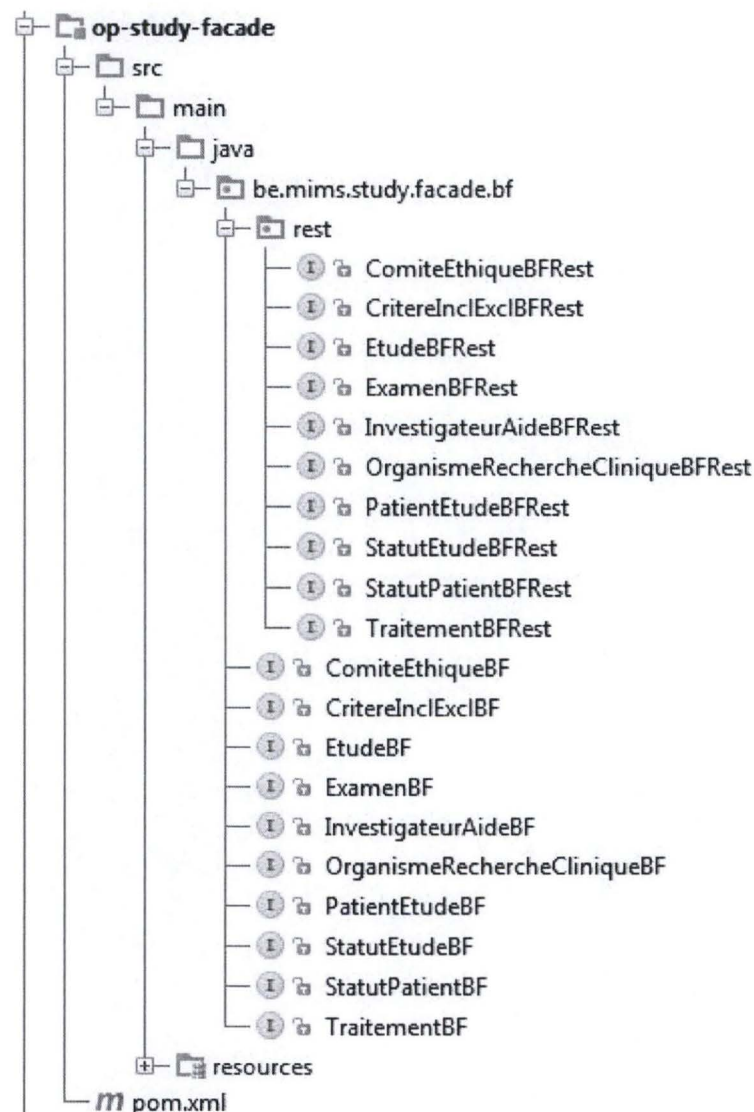 op-study-facade
src
main
java
be.mims.study.facade.bf
rest
I ComiteEthiqueBFRest
I CritereInclExclBFRest
I EtudeBFRest
I ExamenBFRest
I InvestigateurAideBFRest
I OrganismeRechercheCliniqueBFRest
I PatientEtudeBFRest
I StatutEtudeBFRest
I StatutPatientBFRest
I TraitementBFRest
I ComiteEthiqueBF
I CritereInclExclBF
I EtudeBF
I ExamenBF
I InvestigateurAideBF
I OrganismeRechercheCliniqueBF
I PatientEtudeBF
I StatutEtudeBF
I StatutPatientBF
I TraitementBF
resources
m pom.xml